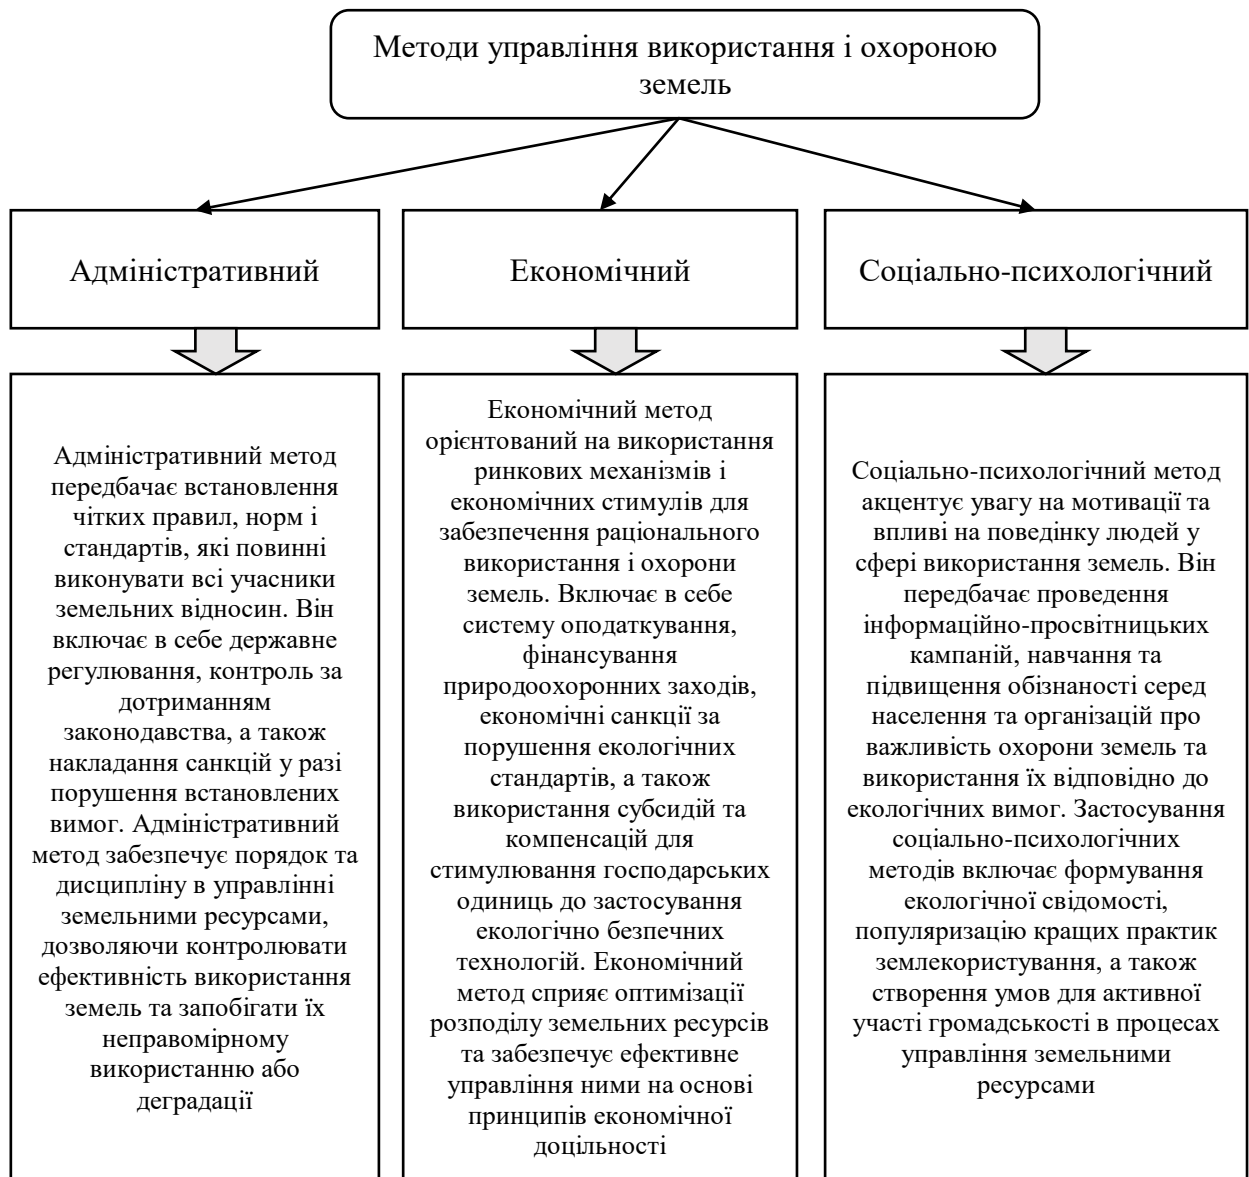 Методи управління використання і охороною
земель
Адміністративний
Економічний
Соціально-психологічний
Адміністративний метод
передбачає встановлення
чітких правил, норм і
стандартів, які повинні
виконувати всі учасники
земельних відносин. Він
включає в себе державне
регулювання, контроль за
дотриманням
законодавства, а також
накладання санкцій у разі
порушення встановлених
вимог. Адміністративний
метод забезпечує порядок та
дисципліну в управлінні
земельними ресурсами,
дозволяючи контролювати
ефективність використання
земель та запобігати їх
неправомірному
використанню або
деградації
Економічний метод
орієнтований на використання
ринкових механізмів і
економічних стимулів для
забезпечення раціонального
використання і охорони
земель. Включає в себе
систему оподаткування,
фінансування
природоохоронних заходів,
економічні санкції за
порушення екологічних
стандартів, а також
використання субсидій та
компенсацій для
стимулювання господарських
одиниць до застосування
екологічно безпечних
технологій. Економічний
метод сприяє оптимізації
розподілу земельних ресурсів
та забезпечує ефективне
управління ними на основі
принципів економічної
доцільності
Соціально-психологічний метод
акцентує увагу на мотивації та
впливі на поведінку людей у
сфері використання земель. Він
передбачає проведення
інформаційно-просвітницьких
кампаній, навчання та
підвищення обізнаності серед
населення та організацій про
важливість охорони земель та
використання їх відповідно до
екологічних вимог. Застосування
соціально-психологічних
методів включає формування
екологічної свідомості,
популяризацію кращих практик
землекористування, а також
створення умов для активної
участі громадськості в процесах
управління земельними
ресурсами